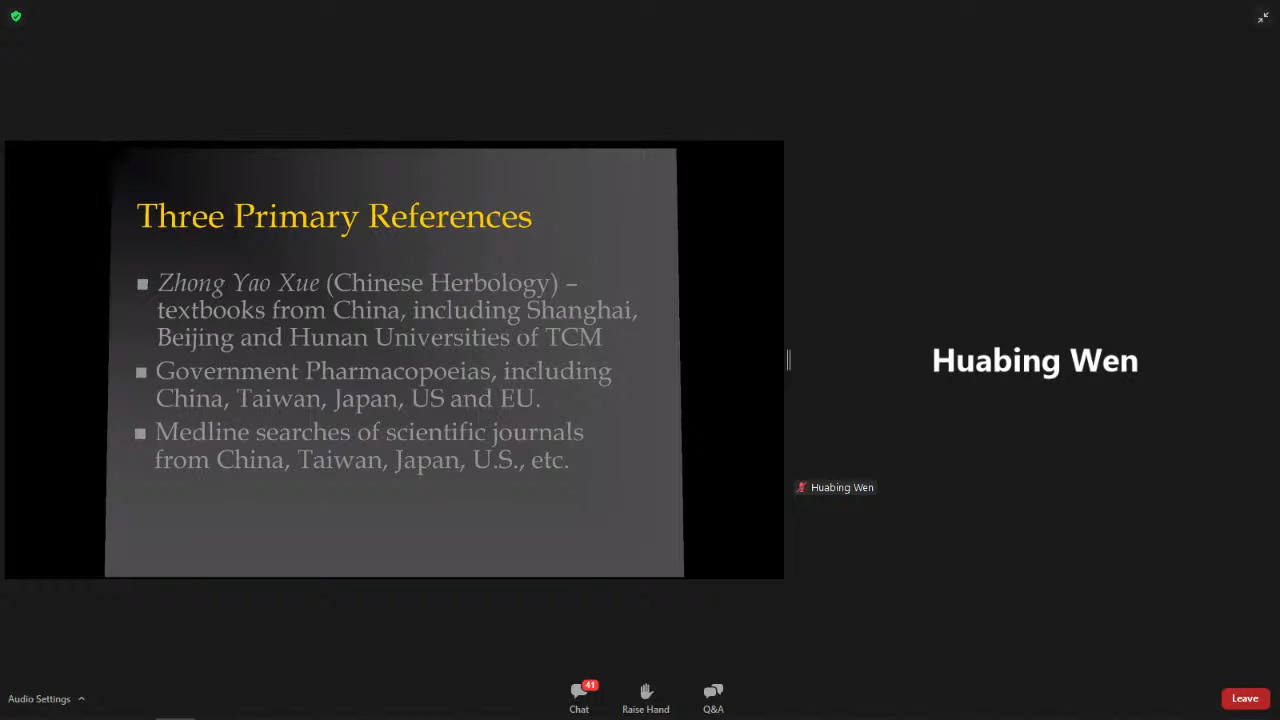 Three Primary References
■ Zhong Yao Xue (Chinese Herbology) –
textbooks from China, including Shanghai,
Beijing and Hunan Universities of TCM
■ Government Pharmacopoeias, including
China, Taiwan, Japan, US and EU.
■ Medline searches of scientific journals
from China, Taiwan, Japan, U.S., etc.
Huabing Wen
Huabing Wen
Audio Settings
41
Chat
Raise Hand
Q&A
Leave